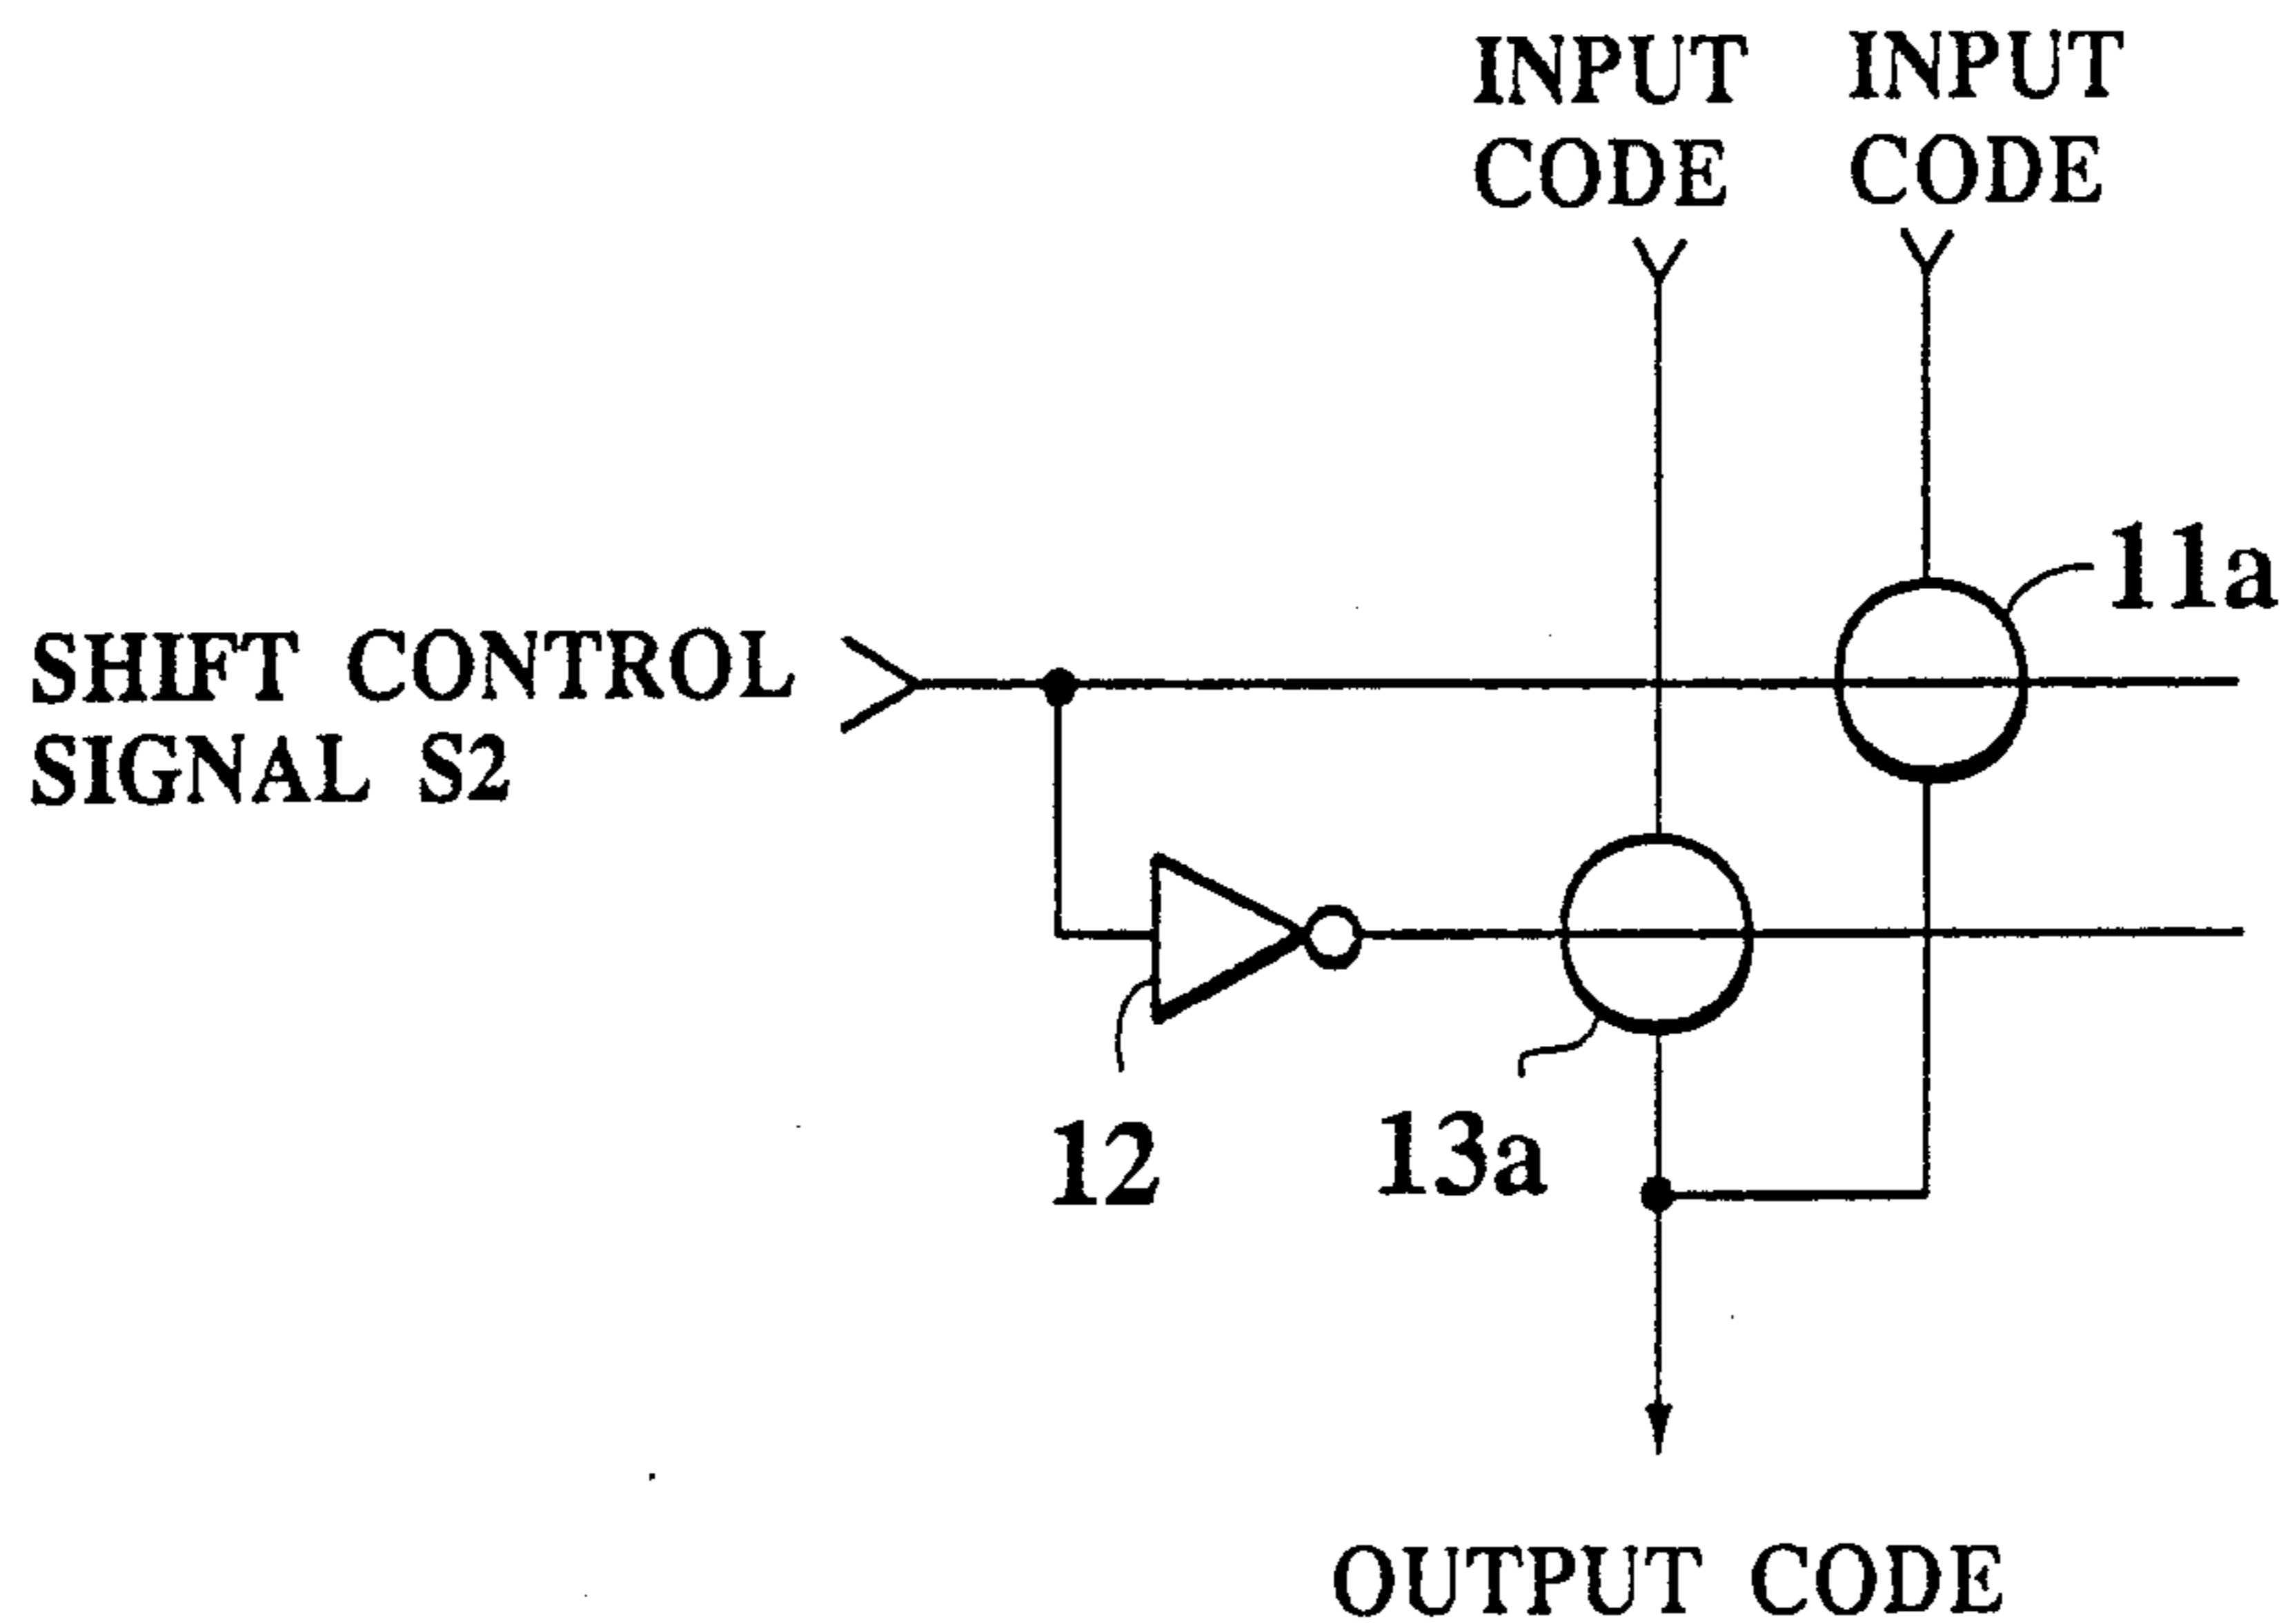 INPUT
CODE
INPUT
CODE
11a
SHIFT CONTROL
SIGNAL S2
12
13a
OUTPUT CODE